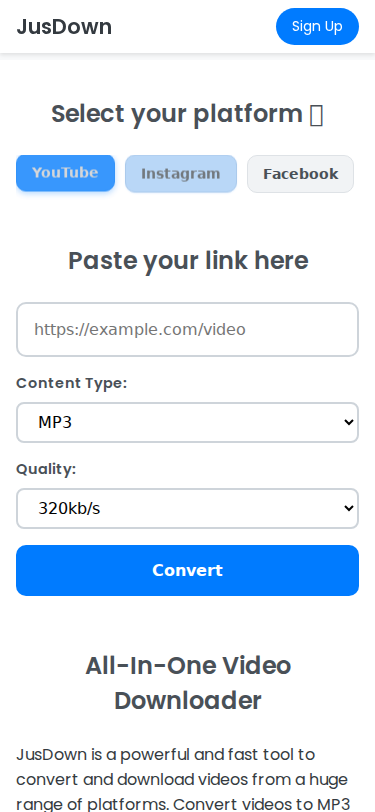 JusDown
Sign Up
Select your platform
YouTube
Instagram
Facebook
Paste your link here
https://example.com/video
Content Type:
MP3
Quality:
320kb/s
Convert
All-In-One Video
Downloader
JusDown is a powerful and fast tool to
convert and download videos from a huge
range of platforms. Convert videos to MP3